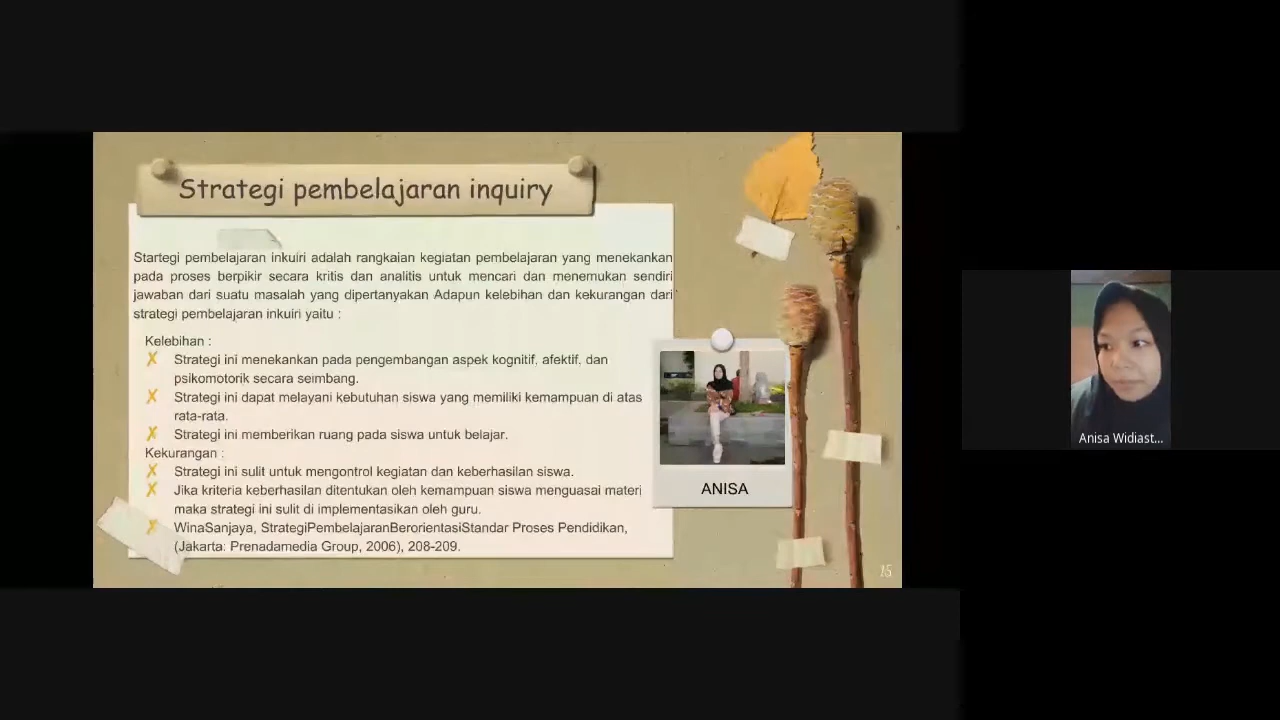 Strategi pembelajaran inquiry
Startegi pembelajaran inkuiri adalah rangkaian kegiatan pembelajaran yang menekankan
pada proses berpikir secara kritis dan analitis untuk mencari dan menemukan sendiri
jawaban dari suatu masalah yang dipertanyakan Adapun kelebihan dan kekurangan dari
strategi pembelajaran inkuiri yaitu :
Kelebihan :
Strategi ini menekankan pada pengembangan aspek kognitif, afektif, dan
psikomotorik secara seimbang.
Strategi ini dapat melayani kebutuhan siswa yang memiliki kemampuan di atas
rata-rata.
Strategi ini memberikan ruang pada siswa untuk belajar.
Kekurangan :
Strategi ini sulit untuk mengontrol kegiatan dan keberhasilan siswa.
Jika kriteria keberhasilan ditentukan oleh kemampuan siswa menguasai materi
maka strategi ini sulit di implementasikan oleh guru.
WinaSanjaya, StrategiPembelajaranBerorientasiStandar Proses Pendidikan,
(Jakarta: Prenadamedia Group, 2006), 208-209.
ANISA
15
Anisa Widiast...